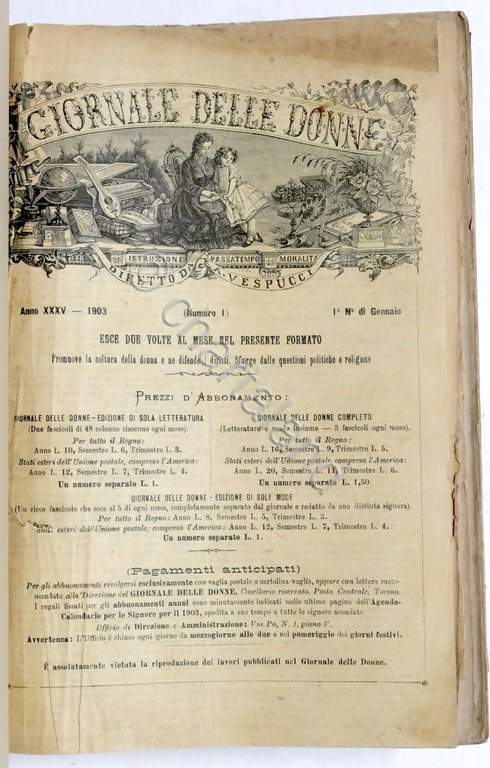 GIORNALE DELLE DONNE
ISTRUZIONE PASSATEMPO MORALITÀ
DIRETTO DA A. VESPUCCI
Anno XXXV — 1903 (Numero 1) 1º Nº di Gennaio
ESCE DUE VOLTE AL MESE NEL PRESENTE FORMATO
Promuove la coltura della donna e ne difende i diritti. Sfugge dalle questioni politiche e religiose
PREZZI D'ABBONAMENTO:
GIORNALE DELLE DONNE - EDIZIONE DI SOLA LETTERATURA
(Due fascicoli di 48 colonne ciascuno ogni mese).
Per tutto il Regno:
Anno L. 10, Semestre L. 6, Trimestre L. 3.
Stati esteri dell'Unione postale, compresa l'America:
Anno L. 12, Semestre L. 7, Trimestre L. 4.
Un numero separato L. 1.
GIORNALE DELLE DONNE COMPLETO
(Letteratura e mode insieme — 3 fascicoli ogni mese).
Per tutto il Regno:
Anno L. 16, Semestre L. 9, Trimestre L. 5.
Stati esteri dell'Unione postale, compresa l'America:
Anno L. 20, Semestre L. 11, Trimestre L. 6.
Un numero separato L. 1,50.
GIORNALE DELLE DONNE - EDIZIONE DI SOLE MODE
(Un ricco fascicolo che esce al 5 di ogni mese, completamente separato dal giornale e redatto da una distinta signora).
Per tutto il Regno: Anno L. 8, Semestre L. 5, Trimestre L. 3.
Stati esteri dell'Unione postale, compresa l'America: Anno L. 12, Semestre L. 7, Trimestre L. 4.
Un numero separato L. 1.
(Pagamenti anticipati)
Per gli abbuonamenti rivolgersi esclusivamente con vaglia postale o cartolina-vaglia, oppure con lettera racco-
mandata alla Direzione del GIORNALE DELLE DONNE, Casellario riservato, Posta Centrale, Torino.
I regali fissati per gli abbuonamenti annui sono minutamente indicati nelle ultime pagine dell'Agenda-
Calendario per le Signore per il 1903, spedita a suo tempo a tutte le signore associate.
Ufficio di Direzione e Amministrazione: Via Po, N. 1, piano 3º.
Avvertenza: L'Ufficio è chiuso ogni giorno da mezzogiorno alle due e nel pomeriggio dei giorni festivi.
È assolutamente vietata la riproduzione dei lavori pubblicati nel Giornale delle Donne.